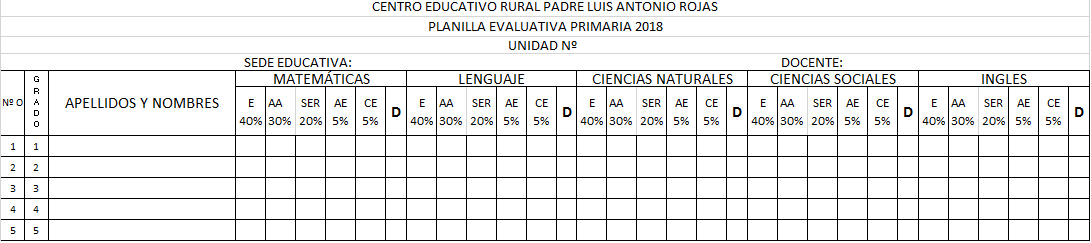 CENTRO EDUCATIVO RURAL PADRE LUIS ANTONIO ROJAS
PLANILLA EVALUATIVA PRIMARIA 2018
UNIDAD Nº
SEDE EDUCATIVA: DOCENTE:
Nº O GRADO APELLIDOS Y NOMBRES MATEMÁTICAS LENGUAJE CIENCIAS NATURALES CIENCIAS SOCIALES INGLES
E AA SER AE CE D E AA SER AE CE D E AA SER AE CE D E AA SER AE CE D E AA SER AE CE D
40% 30% 20% 5% 5% 40% 30% 20% 5% 5% 40% 30% 20% 5% 5% 40% 30% 20% 5% 5% 40% 30% 20% 5% 5%
1 1
2 2
3 3
4 4
5 5